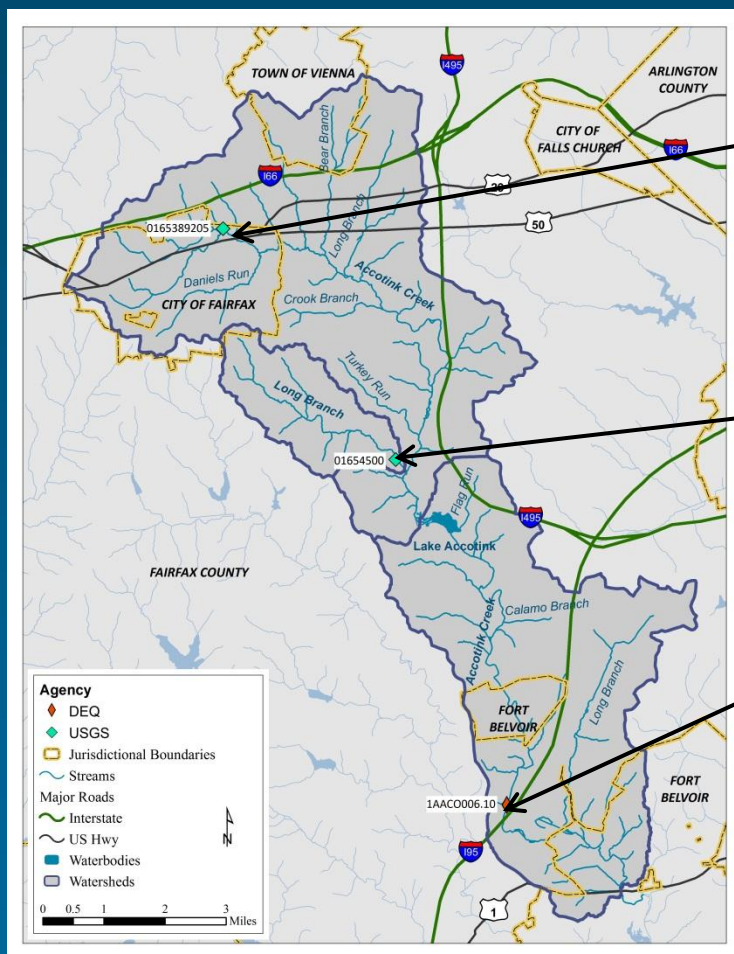 TOWN OF VIENNA
I495
ARLINGTON
COUNTY
CITY OF
FALLS CHURCH
I66
Bear Branch
I66
29
50
0165389205
Long Branch
Daniels Run
CITY OF FAIRFAX
Accotink Creek
Crook Branch
Turkey Run
Long Branch
01654500
Flag Run
I495
Lake Accotink
FAIRFAX COUNTY
Accotink Creek
Calamo Branch
FORT
BELVOIR
Long Branch
FORT
BELVOIR
1AACO006.10
I95
1
Agency
DEQ
USGS
Jurisdictional Boundaries
Streams
Major Roads
Interstate
US Hwy
N
Waterbodies
Watersheds
0 0.5 1 2 3
Miles